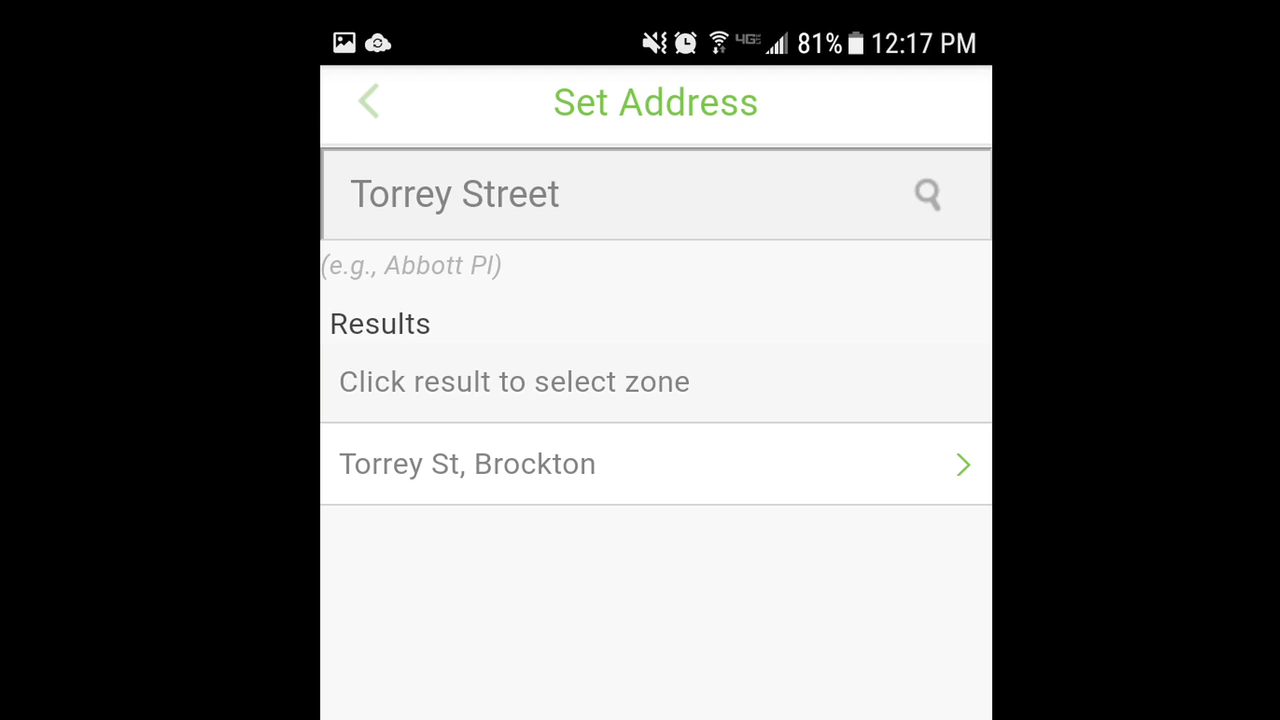 4G 81% 12:17 PM
Set Address
Torrey Street
(e.g., Abbott Pl)
Results
Click result to select zone
Torrey St, Brockton